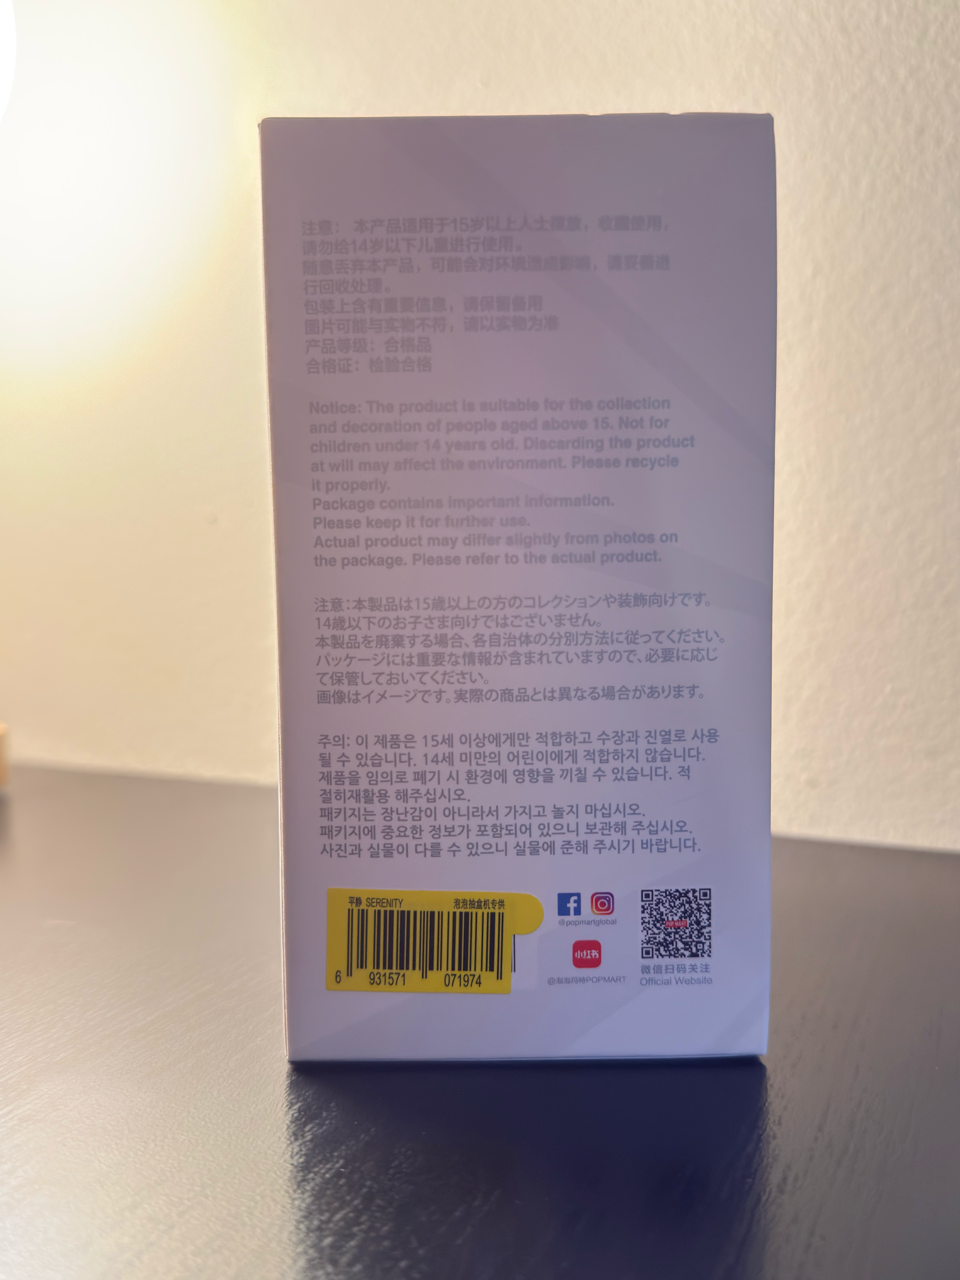 注意： 本产品适用于15岁以上人士摆放，收藏使用，
请勿给14岁以下儿童进行使用。
随意丢弃本产品，可能会对环境造成影响，请妥善进
行回收处理。
包装上含有重要信息，请保留备用
图片可能与实物不符，请以实物为准
产品等级：合格品
合格证：检验合格
Notice: The product is suitable for the collection
and decoration of people aged above 15. Not for
children under 14 years old. Discarding the product
at will may affect the environment. Please recycle
it properly.
Package contains important information.
Please keep it for further use.
Actual product may differ slightly from photos on
the package. Please refer to the actual product.
注意：本製品は15歳以上の方のコレクションや装飾向けです。
14歳以下のお子さま向けではございません。
本製品を廃棄する場合、各自治体の分別方法に従ってください。
パッケージには重要な情報が含まれていますので、必要に応じ
て保管しておいてください。
画像はイメージです。実際の商品とは異なる場合があります。
주의: 이 제품은 15세 이상에게만 적합하고 수장과 진열로 사용
될 수 있습니다. 14세 미만의 어린이에게 적합하지 않습니다.
제품을 임의로 폐기 시 환경에 영향을 끼칠 수 있습니다. 적
절히재활용 해주십시오.
패키지는 장난감이 아니라서 가지고 놀지 마십시오.
패키지에 중요한 정보가 포함되어 있으니 보관해 주십시오.
사진과 실물이 다를 수 있으니 실물에 준해 주시기 바랍니다.
平静 SERENITY 泡泡抽盒机专供
6 931571 071974
@popmartglobal
小红书
@泡泡玛特POPMART
POP MART
微信扫码关注
Official Website